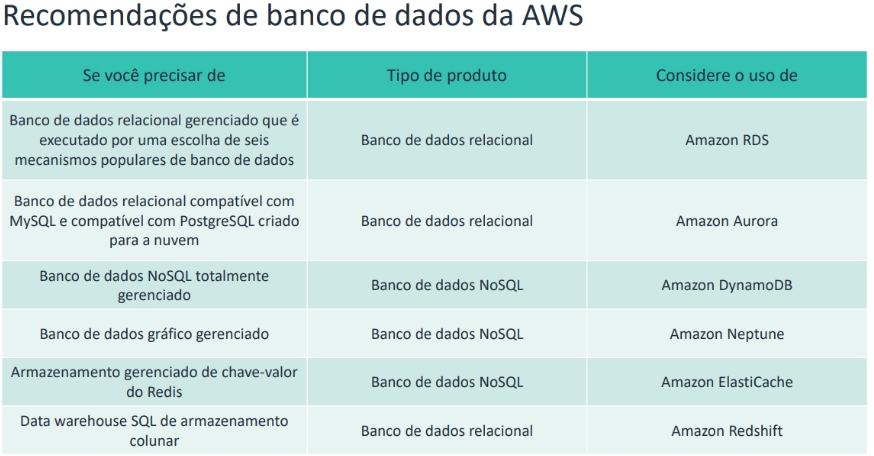 Recomendações de banco de dados da AWS
Se você precisar de
Tipo de produto
Considere o uso de
Banco de dados relacional gerenciado que é
executado por uma escolha de seis
mecanismos populares de banco de dados
Banco de dados relacional
Amazon RDS
Banco de dados relacional compatível com
MySQL e compatível com PostgreSQL criado
para a nuvem
Banco de dados relacional
Amazon Aurora
Banco de dados NoSQL totalmente
gerenciado
Banco de dados NoSQL
Amazon DynamoDB
Banco de dados gráfico gerenciado
Banco de dados NoSQL
Amazon Neptune
Armazenamento gerenciado de chave-valor
do Redis
Banco de dados NoSQL
Amazon ElastiCache
Data warehouse SQL de armazenamento
colunar
Banco de dados relacional
Amazon Redshift